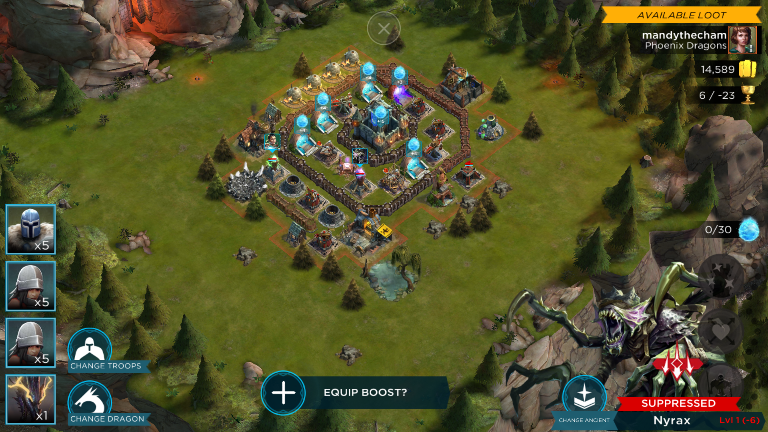 AVAILABLE LOOT
mandythecham
Phoenix Dragons
14,589
6 / -23
0/30
x5
x5
x5
CHANGE TROOPS
x1
CHANGE DRAGON
EQUIP BOOST?
CHANGE ANCIENT
SUPPRESSED
Nyrax
Lvl 1 (-6)